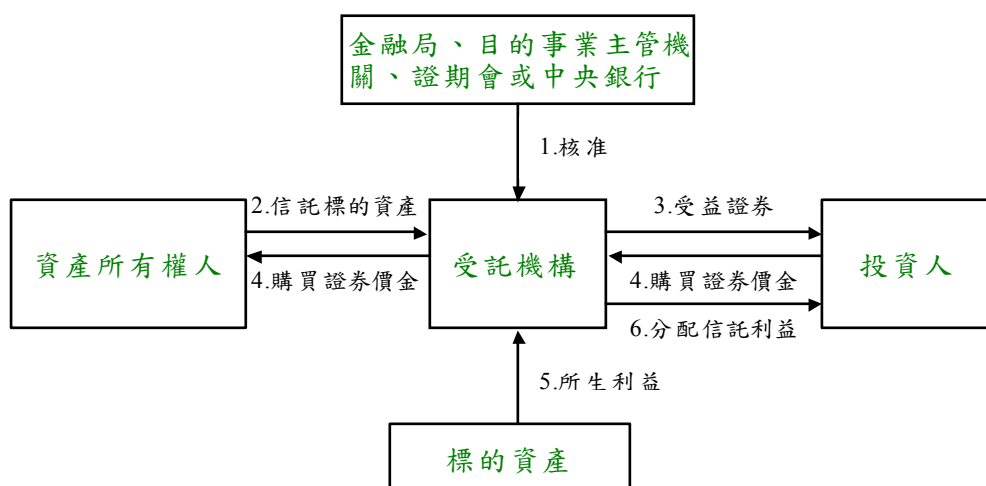 金融局、目的事業主管機
關、證期會或中央銀行
1.核准
2.信託標的資產
3.受益證券
資產所有權人
受託機構
投資人
4.購買證券價金
4.購買證券價金
6.分配信託利益
5.所生利益
標的資產